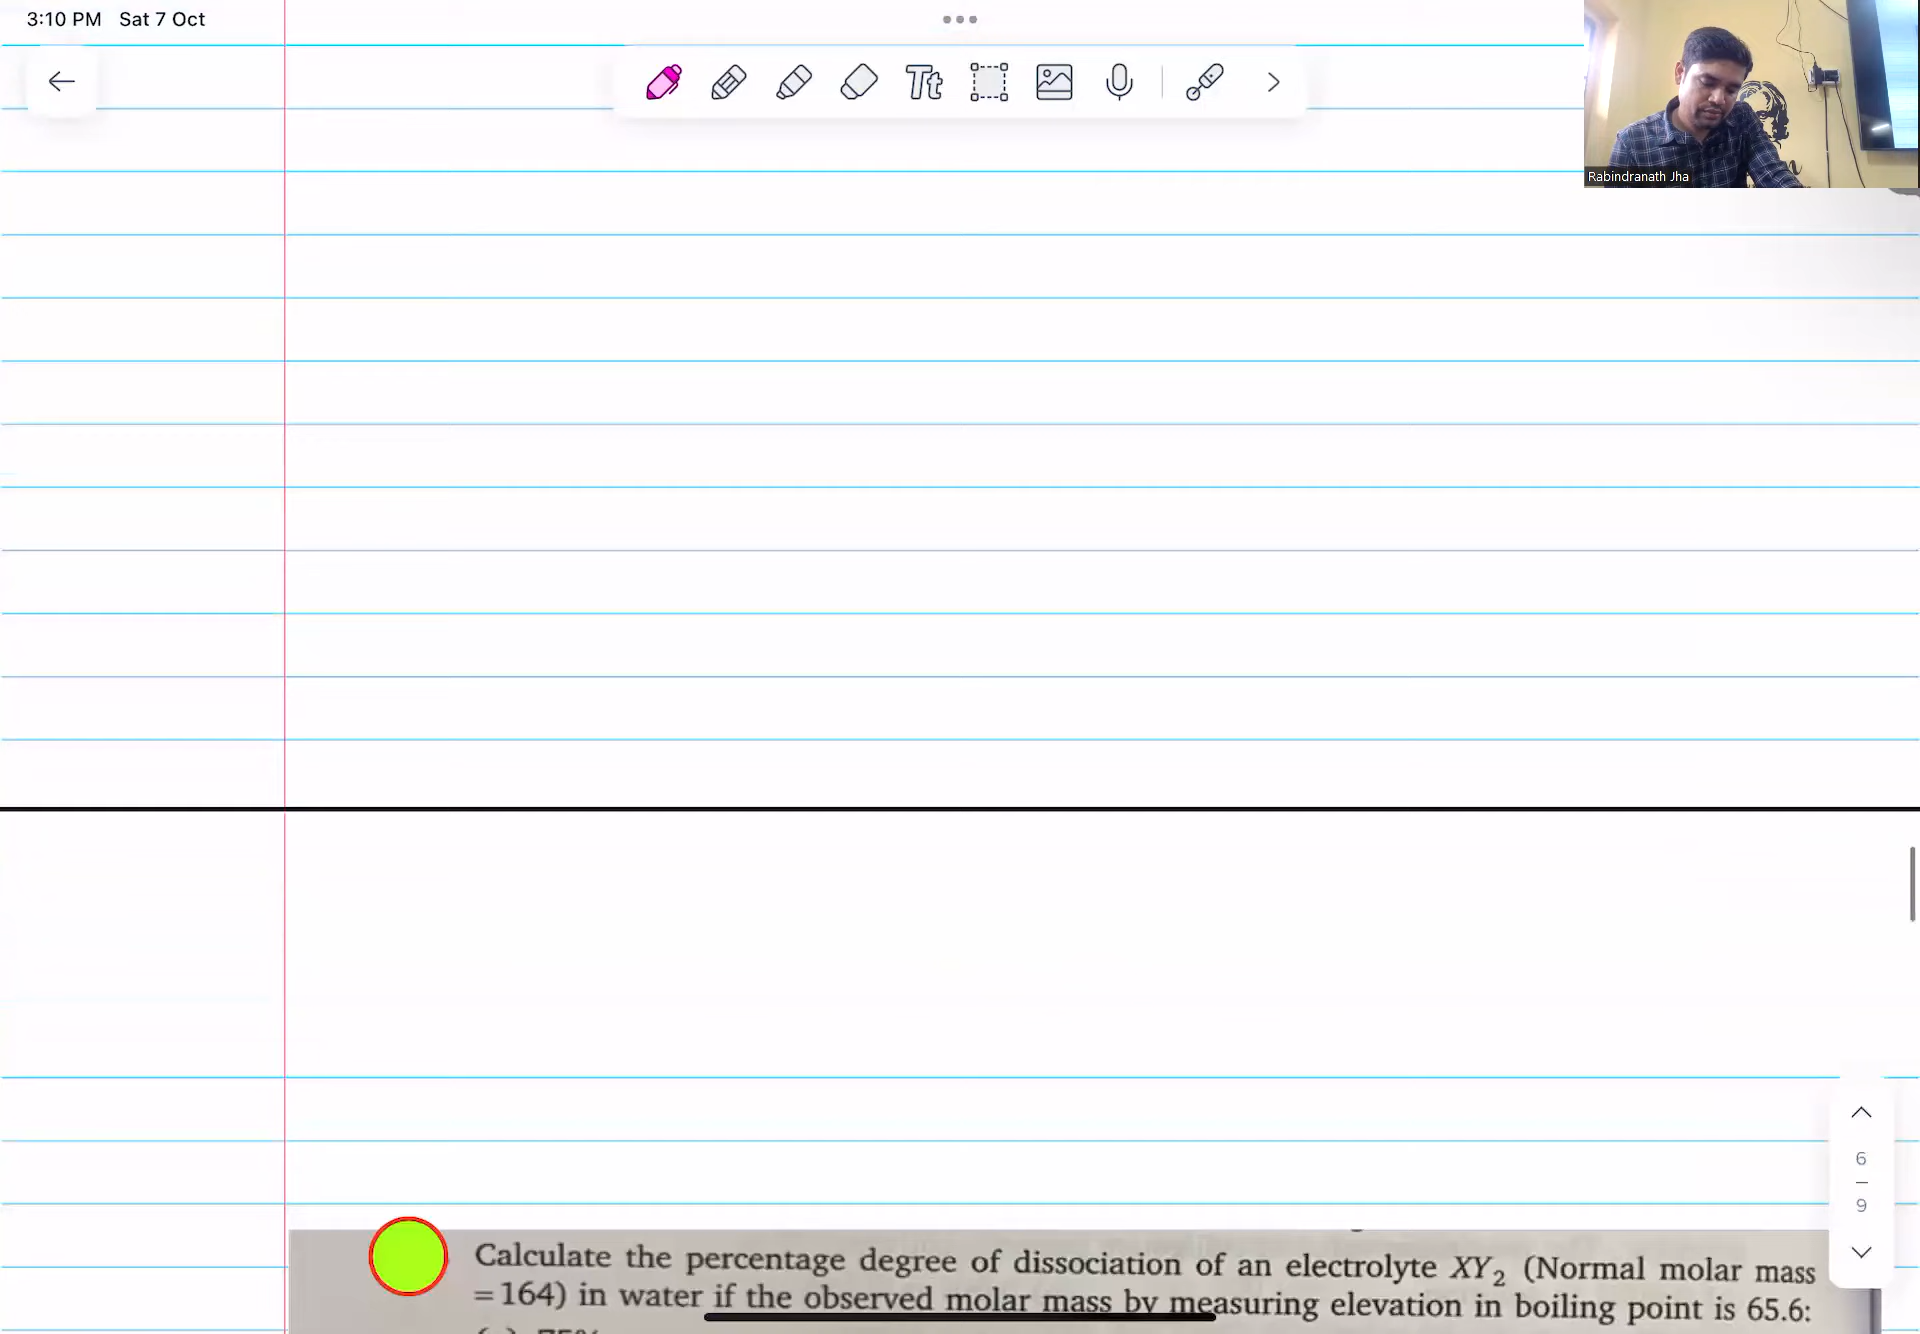 3:10 PM Sat 7 Oct
Tt
Rabindranath Jha
6
9
Calculate the percentage degree of dissociation of an electrolyte XY₂ (Normal molar mass
= 164) in water if the observed molar mass by measuring elevation in boiling point is 65.6: